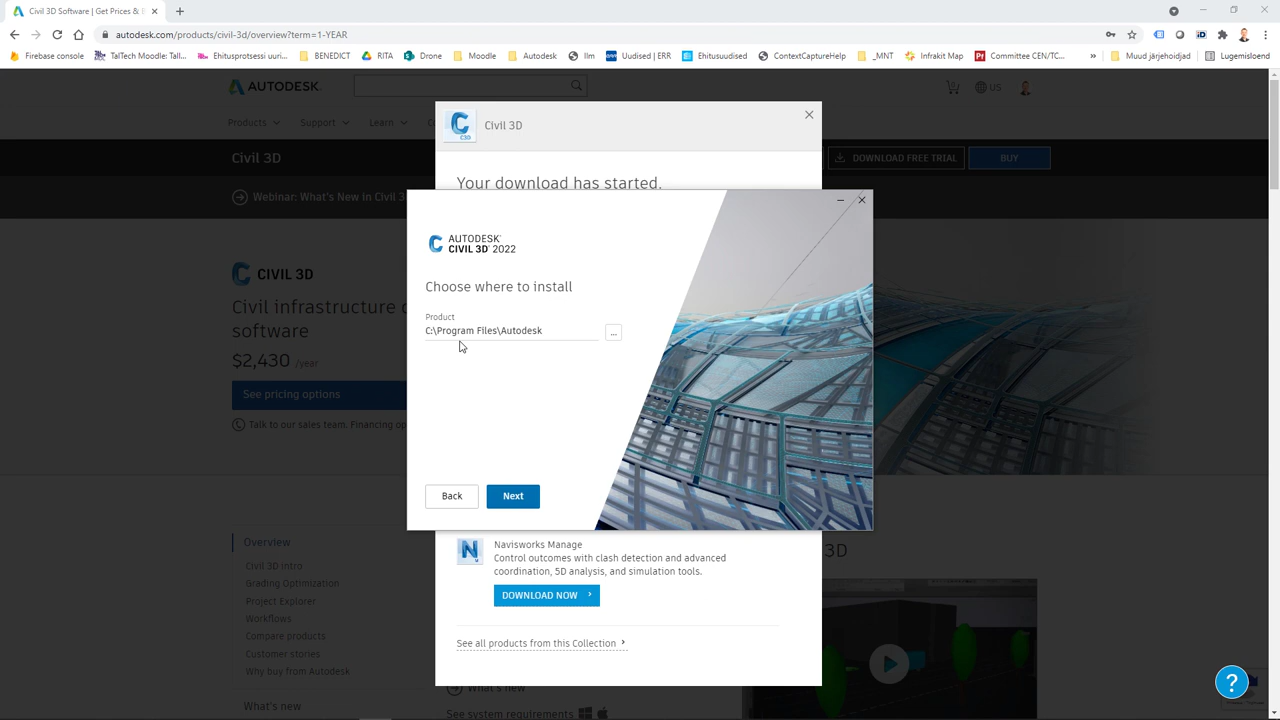 Civil 3D Software | Get Prices & B
autodesk.com/products/civil-3d/overview?term=1-YEAR
Firebase console
TalTech Moodle: Tall...
Ehitusprotsessi uuri...
BENEDICT
RITA
Drone
Moodle
Autodesk
Ilm
Uudised | ERR
Ehitusuudised
ContextCaptureHelp
_MNT
Infrakit Map
Committee CEN/TC...
»
Muud järjehoidjad
Lugemisloend
AUTODESK
US
Products
Support
Learn
Civil 3D
DOWNLOAD FREE TRIAL
BUY
Webinar: What's New in Civil 3
CIVIL 3D
Civil infrastructure
software
$2,430 /year
See pricing options
Talk to our sales team. Financing op
Civil 3D
C3D
Your download has started.
AUTODESK
CIVIL 3D 2022
Choose where to install
Product
C:\Program Files\Autodesk
...
Back
Next
Navisworks Manage
Control outcomes with clash detection and advanced
coordination, 5D analysis, and simulation tools.
DOWNLOAD NOW
See all products from this Collection
Overview
Civil 3D intro
Grading Optimization
Project Explorer
Workflows
Compare products
Customer stories
Why buy from Autodesk
What's new
What's new
See system requirements
3D
?